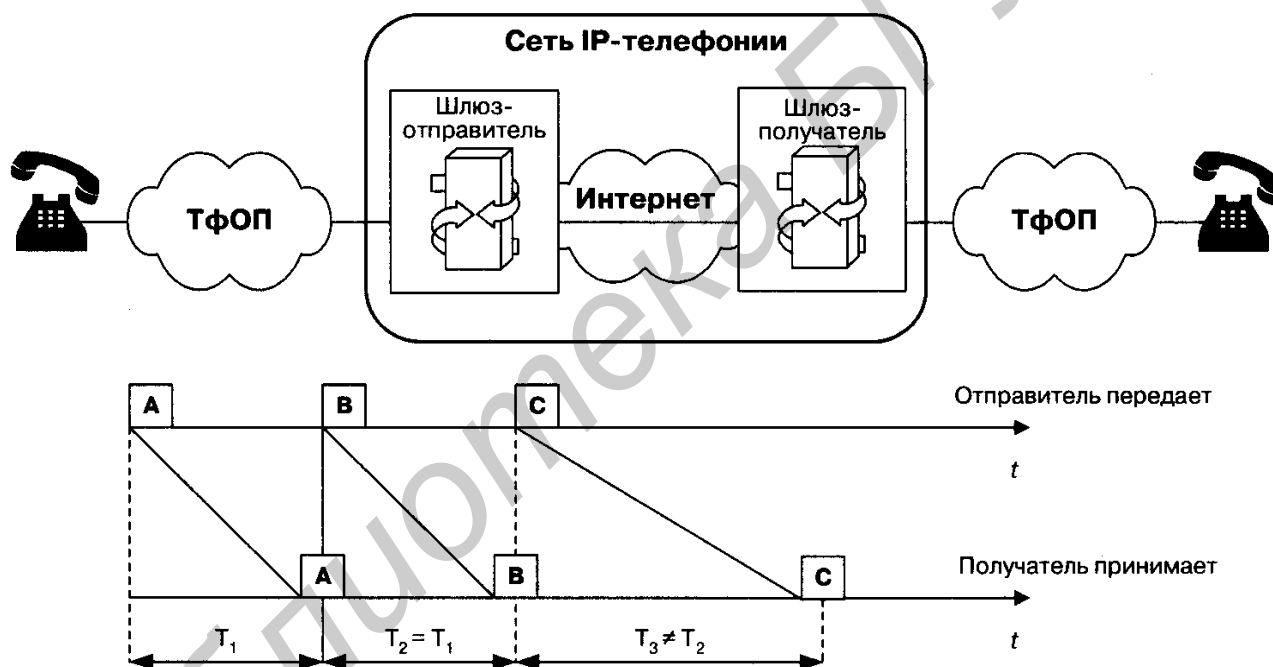 Сеть IP-телефонии
Шлюз-
отправитель
Шлюз-
получатель
ТфОП
Интернет
ТфОП
A
B
C
Отправитель передает
t
A
B
C
Получатель принимает
T₁
T₂ = T₁
T₃ ≠ T₂
t